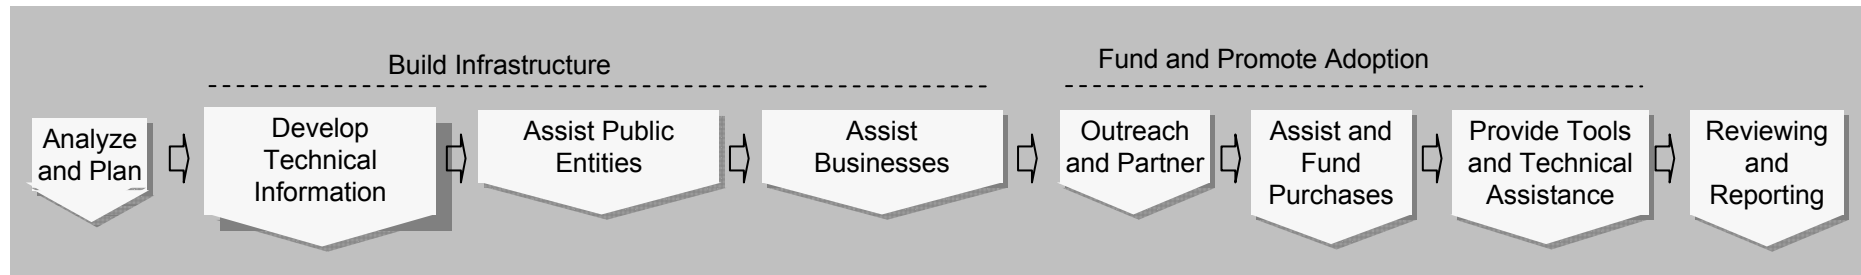 Build Infrastructure
Fund and Promote Adoption
Analyze
and Plan
Develop
Technical
Information
Assist Public
Entities
Assist
Businesses
Outreach
and Partner
Assist and
Fund
Purchases
Provide Tools
and Technical
Assistance
Reviewing
and
Reporting